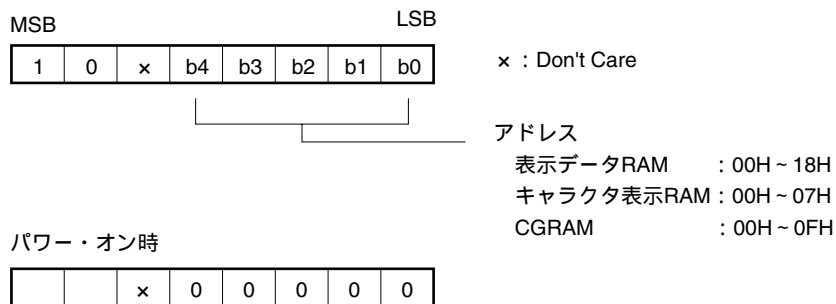 MSB LSB
1 0 × b4 b3 b2 b1 b0
×：Don't Care
アドレス
表示データRAM ：00H~18H
キャラクタ表示RAM：00H~07H
CGRAM ：00H~0FH
パワー・オン時
× 0 0 0 0 0